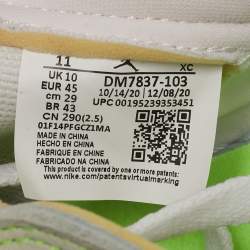 11 XC
UK 10 DM7837-103
EUR 45 10/14/20 12/08/20
cm 29 UPC 00195239353451
BR 43
CN 290(2.5)
01F14PFGCZ1MA
MADE IN CHINA
HECHO EN CHINA
FABRIQUÉ EN CHINE
FABRICADO NA CHINA
This product is covered by one or more patents. See
www.nike.com/patentsvirtualmarking